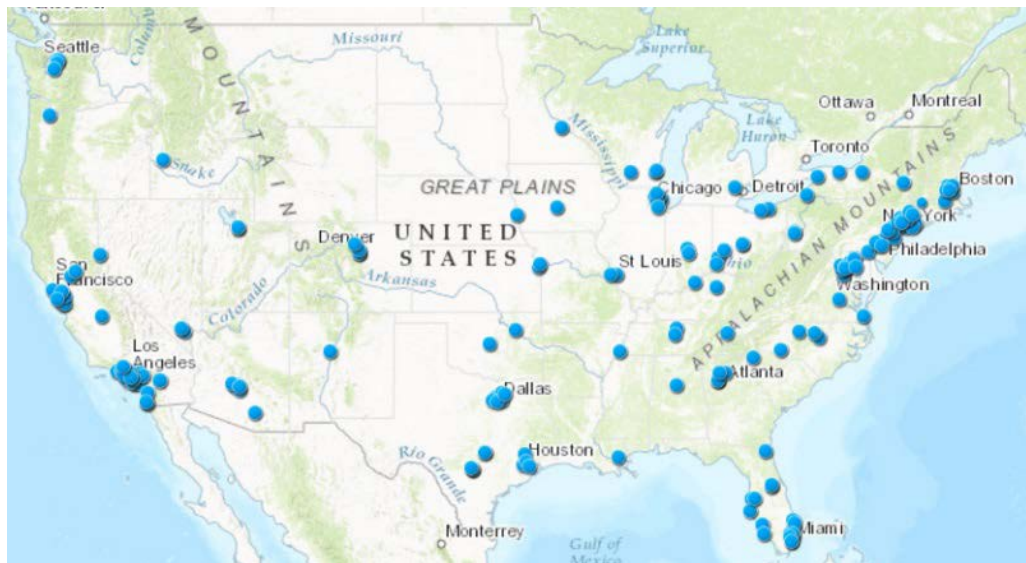 Seattle
Columb
MOUNTAINS
Missouri
Lake
Superior
Mississippi
Ottawa
Montreal
Lake
Huron
Toronto
Snake
GREAT PLAINS
Chicago
Detroit
Boston
APPALACHIAN MOUNTAINS
Denver
UNITED
STATES
St Louis
Ohio
Philadelphia
Washington
San
Francisco
Colorado
Arkansas
Los
Angeles
Atlanta
Dallas
Houston
Rio Grande
Monterrey
Miami
Gulf of
Mexico